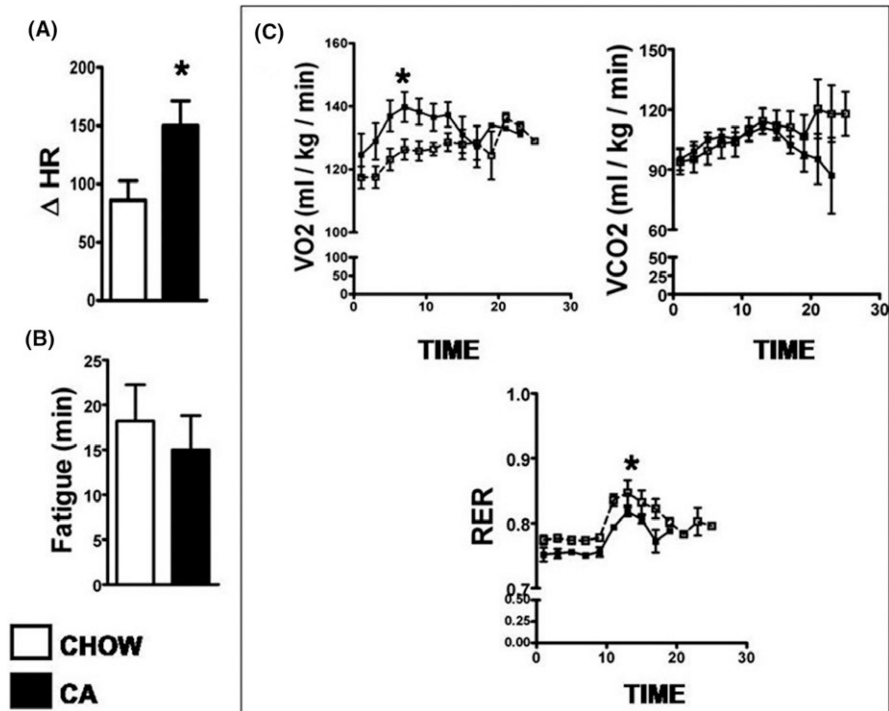 (A)
*
200
150
100
50
0
Δ HR
(B)
25
20
15
10
5
0
Fatigue (min)
CHOW
CA
(C)
160
140
120
100
100
50
0
VO2 (ml / kg / min)
*
0 10 20 30
TIME
150
120
90
60
50
25
0
VCO2 (ml / kg / min)
0 10 20 30
TIME
1.0
0.9
0.8
0.7
0.50
0.25
0.00
RER
*
0 10 20 30
TIME